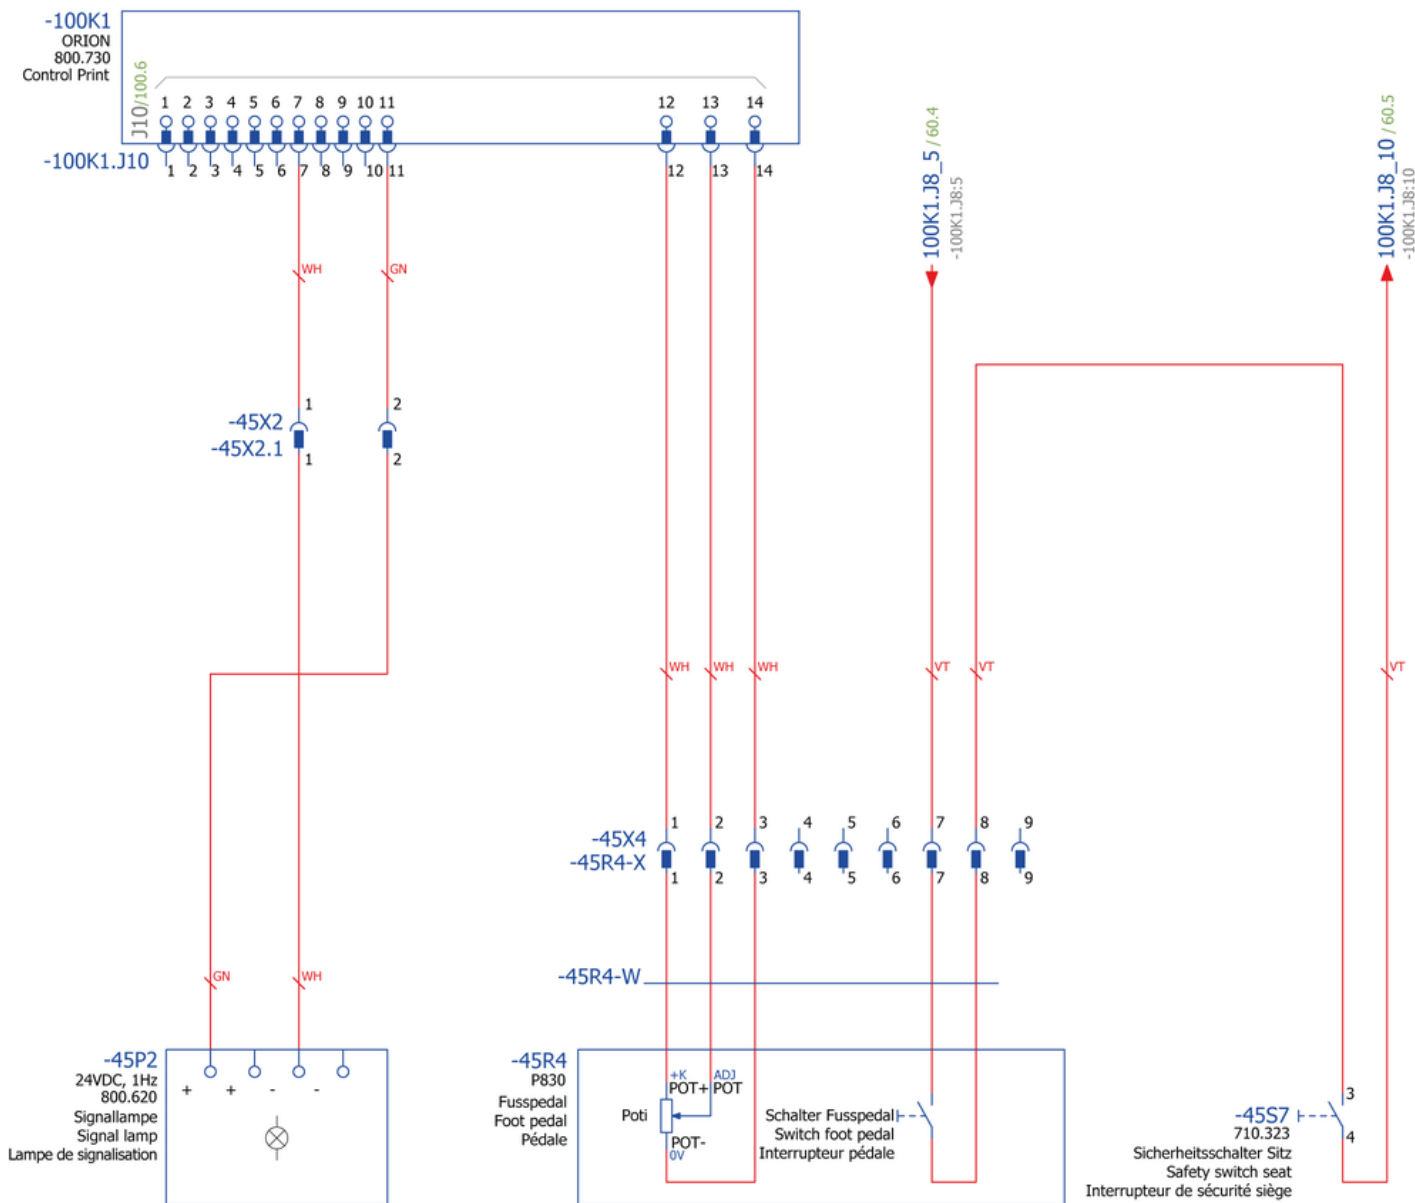 -100K1
ORION
800.730
Control Print
J10/100.6
1 2 3 4 5 6 7 8 9 10 11 12 13 14
-100K1.J10
1 2 3 4 5 6 7 8 9 10 11 12 13 14
100K1.J8_5 / 60.4
-100K1.J8:5
100K1.J8_10 / 60.5
-100K1.J8:10
WH GN
-45X2 1 2
-45X2.1 1 2
WH WH WH VT VT VT
-45X4 1 2 3 4 5 6 7 8 9
-45R4-X 1 2 3 4 5 6 7 8 9
GN WH
-45R4-W
-45P2
24VDC, 1Hz
800.620
Signallampe
Signal lamp
Lampe de signalisation
+ + - -
-45R4
P830
Fusspedal
Foot pedal
Pédale
+K ADJ
POT+ POT
Poti
POT-
0V
Schalter Fusspedal
Switch foot pedal
Interrupteur pédale
3
-45S7
4
710.323
Sicherheitsschalter Sitz
Safety switch seat
Interrupteur de sécurité siège